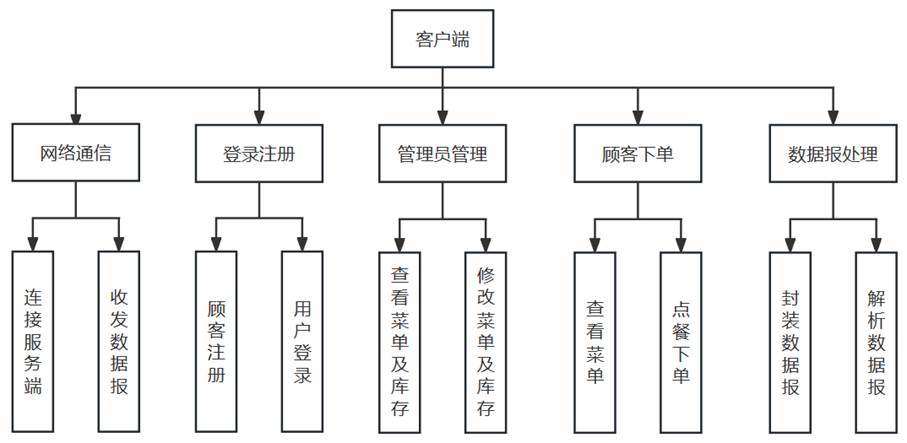 客户端
网络通信
登录注册
管理员管理
顾客下单
数据报处理
连接服务端
收发数据报
顾客注册
用户登录
查看菜单及库存
修改菜单及库存
查看菜单
点餐下单
封装数据报
解析数据报